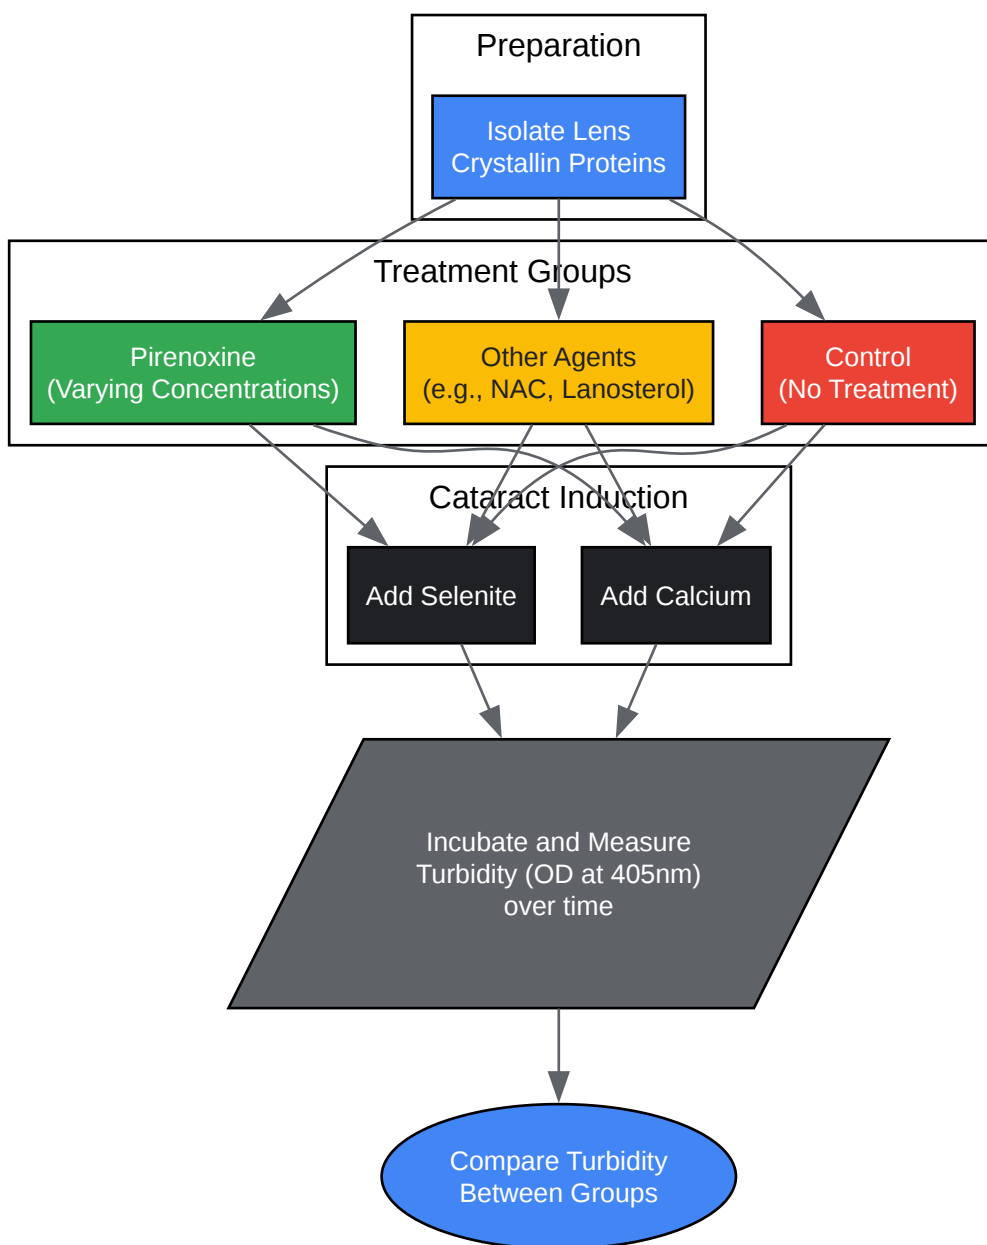 Preparation
Isolate Lens
Crystallin Proteins
Treatment Groups
Pirenoxine
(Varying Concentrations)
Other Agents
(e.g., NAC, Lanosterol)
Control
(No Treatment)
Cataract Induction
Add Selenite
Add Calcium
Incubate and Measure
Turbidity (OD at 405nm)
over time
Compare Turbidity
Between Groups